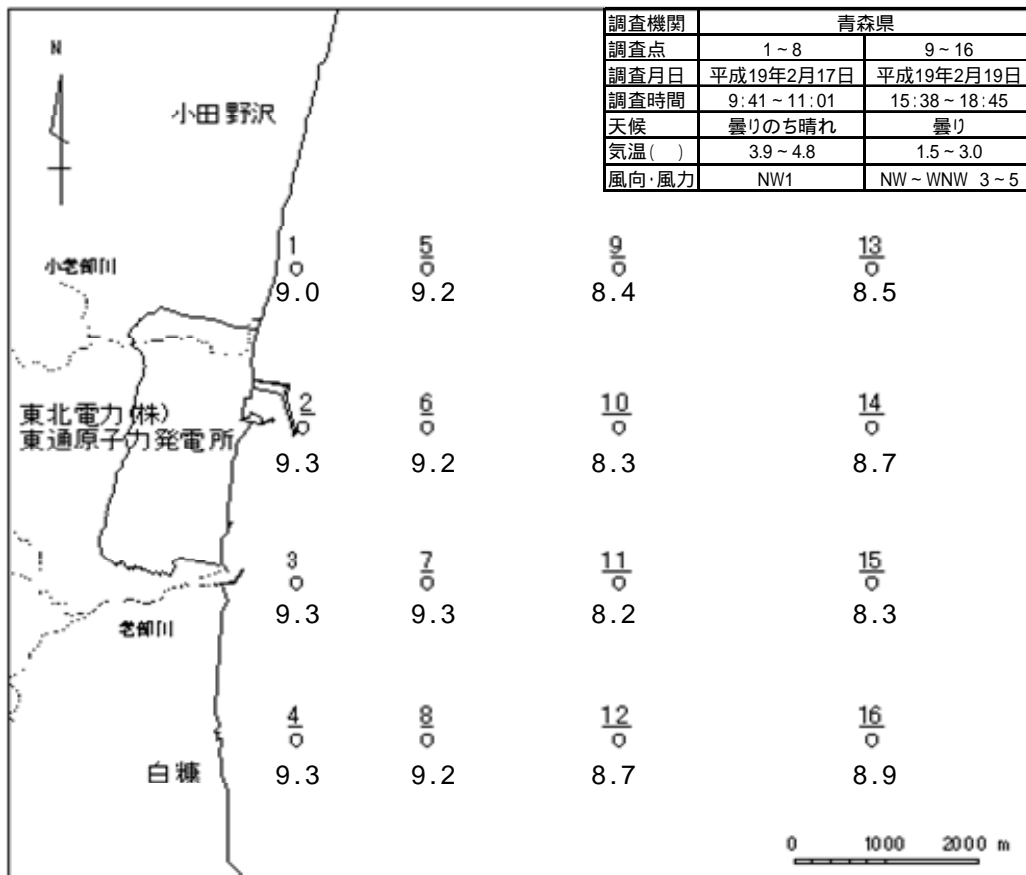 調査機関 青森県
調査点 1~8 9~16
調査月日 平成19年2月17日 平成19年2月19日
調査時間 9:41~11:01 15:38~18:45
天候 曇りのち晴れ 曇り
気温( ) 3.9~4.8 1.5~3.0
風向・風力 NW1 NW~WNW 3~5
N
小田野沢
1 5 9 13
小老部川
9.0 9.2 8.4 8.5
2 6 10 14
東北電力(株)
東通原子力発電所
9.3 9.2 8.3 8.7
3 7 11 15
9.3 9.3 8.2 8.3
老部川
4 8 12 16
白糠
9.3 9.2 8.7 8.9
0 1000 2000 m